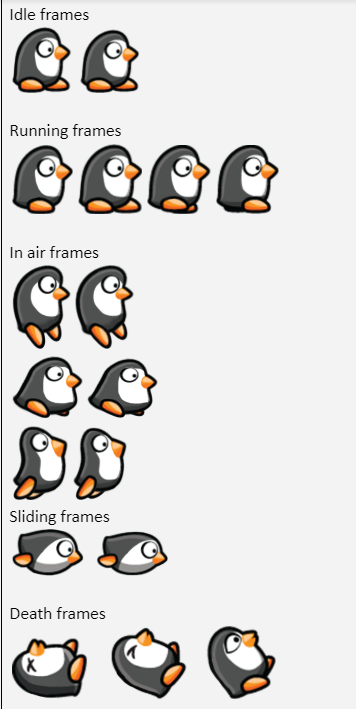 Idle frames
Running frames
In air frames
Sliding frames
Death frames